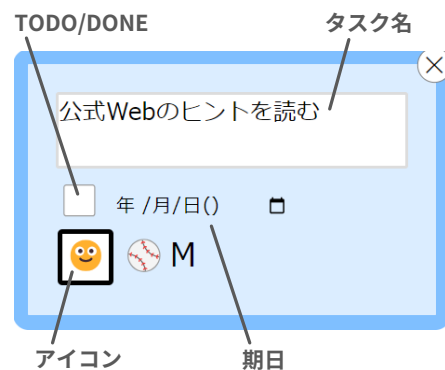 TODO/DONE
タスク名
公式Webのヒントを読む
年 /月/日()
M
アイコン
期日